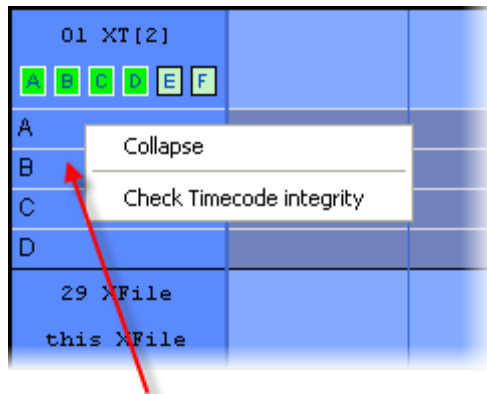 01 XT[2]
A B C D E F
A
Collapse
B
Check Timecode integrity
C
D
29 XFile
this XFile